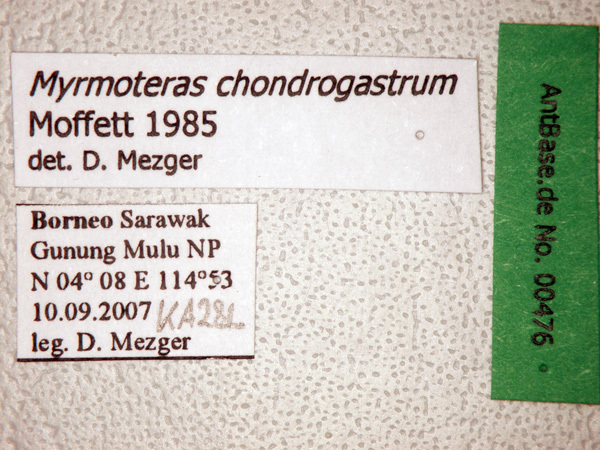 Myrmoteras chondrogastrum
Moffett 1985
det. D. Mezger
Borneo Sarawak
Gunung Mulu NP
N 04° 08 E 114°53
10.09.2007
leg. D. Mezger
AntBase.de No. 00476